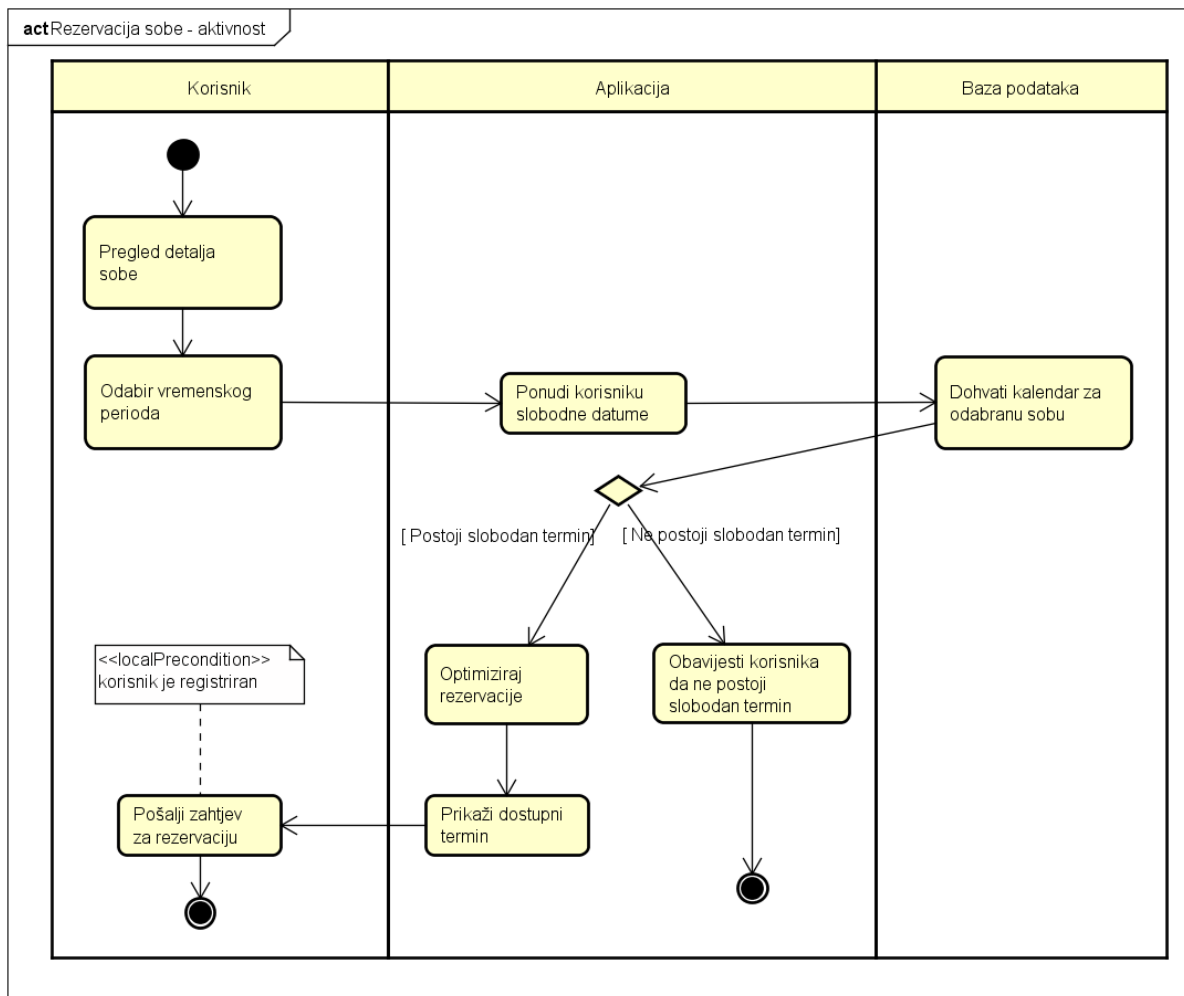 act Rezervacija sobe - aktivnost
Korisnik
Aplikacija
Baza podataka
Pregled detalja
sobe
Odabir vremenskog
perioda
Ponudi korisniku
slobodne datume
Dohvati kalendar za
odabranu sobu
[ Postoji slobodan termin]
[ Ne postoji slobodan termin]
<<localPrecondition>>
korisnik je registriran
Optimiziraj
rezervacije
Obavijesti korisnika
da ne postoji
slobodan termin
Pošalji zahtjev
za rezervaciju
Prikaži dostupni
termin